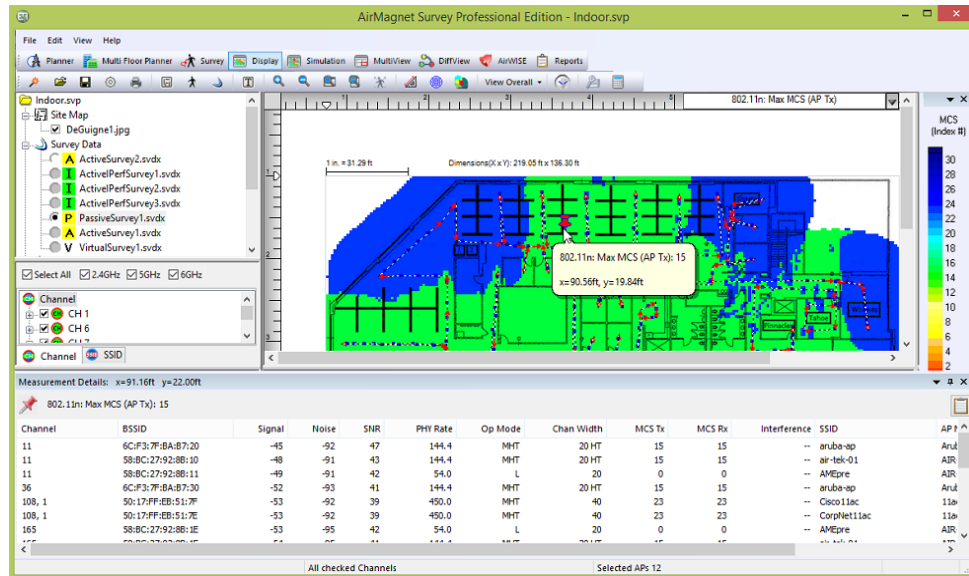 AirMagnet Survey Professional Edition - Indoor.svp
File Edit View Help
Planner Multi Floor Planner Survey Display Simulation MultiView DiffView AirWISE Reports
View Overall
Indoor.svp
Site Map
DeGuigne1.jpg
Survey Data
A ActiveSurvey2.svdx
I ActivelPerfSurvey1.svdx
I ActivelPerfSurvey2.svdx
I ActivelPerfSurvey3.svdx
P PassiveSurvey1.svdx
A ActiveSurvey1.svdx
V VirtualSurvey1.svdx
Select All 2.4GHz 5GHz 6GHz
Channel
CH 1
CH 6
Channel SSID
802.11n: Max MCS (AP Tx)
1 in. = 31.29 ft Dimensions(X x Y): 219.05 ft x 136.30 ft
802.11n: Max MCS (AP Tx): 15
x=90.56ft, y=19.84ft
Pinnacles
Tahoe
MCS
(Index #)
30
28
26
24
22
20
18
16
14
12
10
8
6
4
2
Measurement Details: x=91.16ft y=22.00ft
802.11n: Max MCS (AP Tx): 15
Channel BSSID Signal Noise SNR PHY Rate Op Mode Chan Width MCS Tx MCS Rx Interference SSID AP
11 6C:F3:7F:BA:B7:20 -45 -92 47 144.4 MHT 20 HT 15 15 -- aruba-ap Arub
11 58:BC:27:92:8B:10 -48 -91 43 144.4 MHT 20 HT 15 15 -- air-tek-01 AIR-
11 58:BC:27:92:8B:11 -49 -91 42 54.0 L 20 0 0 -- AMEpre AIR-
36 6C:F3:7F:BA:B7:30 -52 -93 41 144.4 MHT 20 HT 15 15 -- aruba-ap Arub
108, 1 50:17:FF:EB:51:7F -53 -92 39 450.0 MHT 40 23 23 -- Cisco11ac 11a
108, 1 50:17:FF:EB:51:7E -53 -92 39 450.0 MHT 40 23 23 -- CorpNet11ac 11a
165 58:BC:27:92:8B:1E -53 -95 42 54.0 L 20 0 0 -- AMEpre AIR-
All checked Channels Selected APs 12